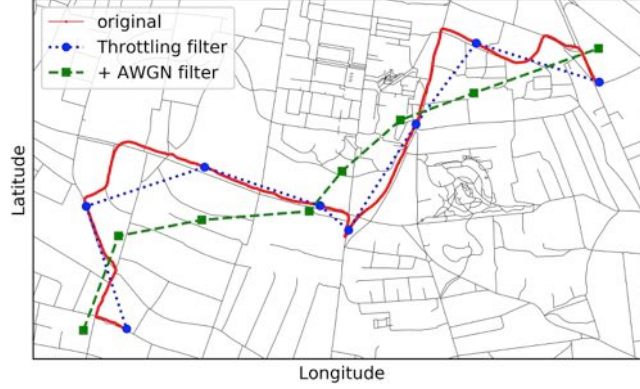 original
Throttling filter
+ AWGN filter
Latitude
Longitude